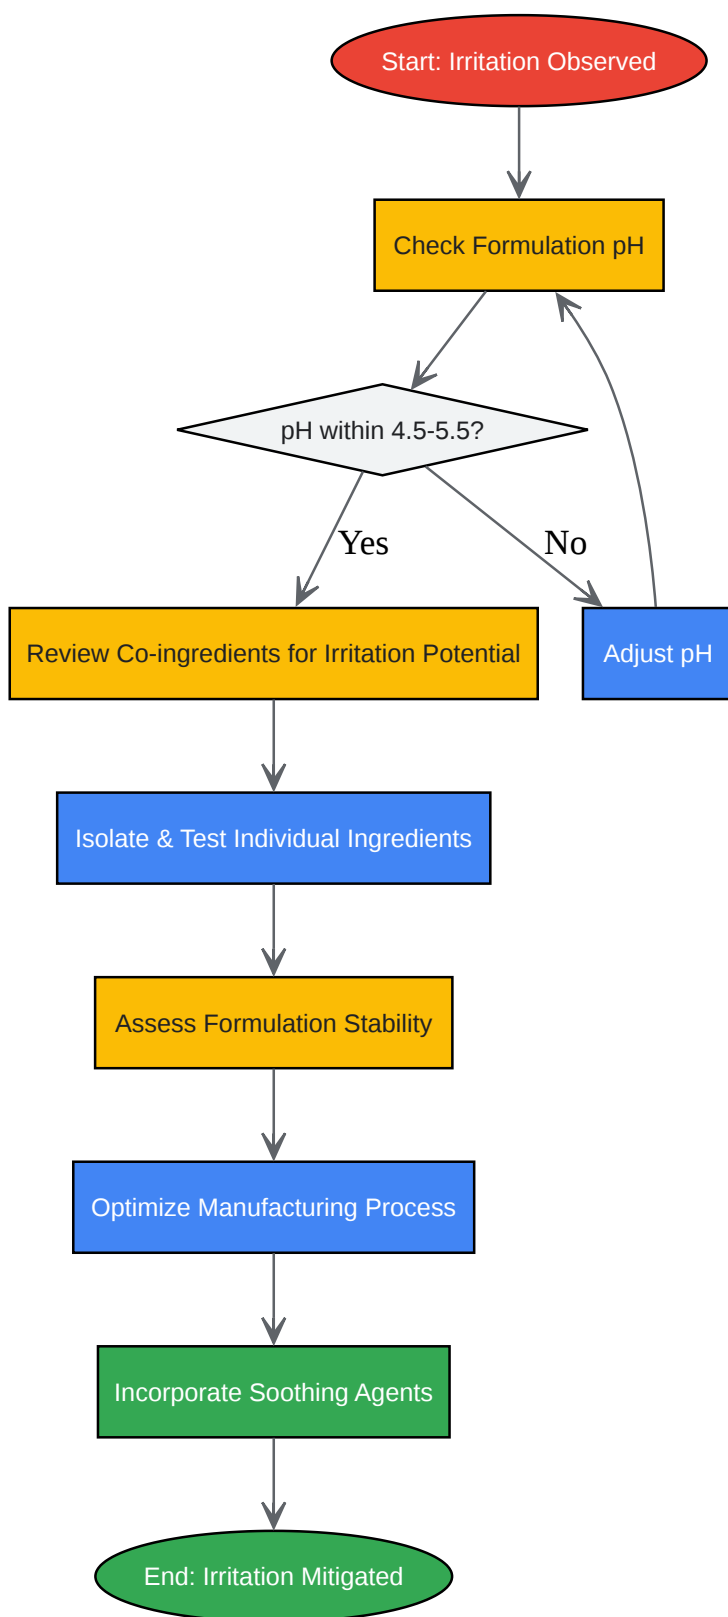 Start: Irritation Observed
Check Formulation pH
pH within 4.5-5.5?
Yes
No
Review Co-ingredients for Irritation Potential
Adjust pH
Isolate & Test Individual Ingredients
Assess Formulation Stability
Optimize Manufacturing Process
Incorporate Soothing Agents
End: Irritation Mitigated